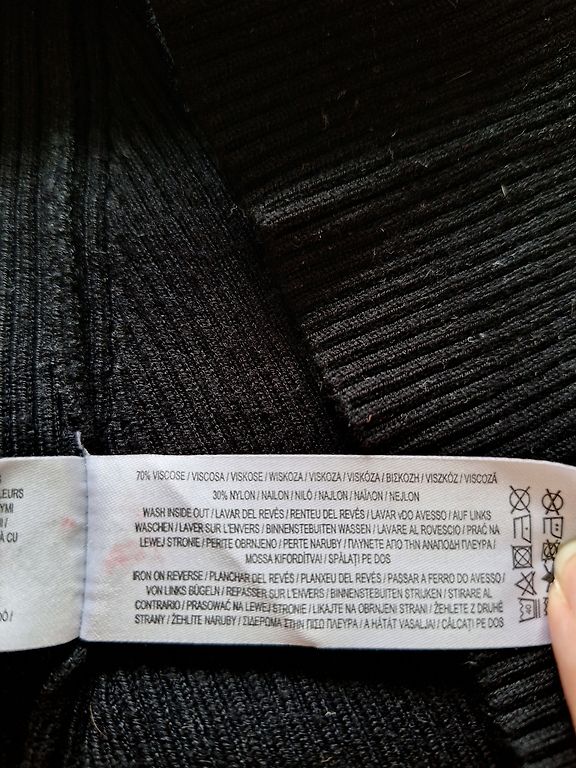 70% VISCOSE / VISCOSA / VISKOSE / WISKOZA / VISKOZA / VISKÓZA / ΒΙΣΚΟΖΗ / VISZKÓZ / VISCOZĂ
30% NYLON / NAILON / NILÓ / NAJLON / ΝΑΪΛΟΝ / NEJLON
WASH INSIDE OUT / LAVAR DEL REVÉS / RENTEU DEL REVÉS / LAVAR vDO AVESSO / AUF LINKS
WASCHEN / LAVER SUR L'ENVERS / BINNENSTEBUITEN WASSEN / LAVARE AL ROVESCIO / PRAĆ NA
LEWEJ STRONIE / PERITE OBRNJENO / PERTE NARUBY / ΠΛΥΝΕΤΕ ΑΠΟ ΤΗΝ ΑΝΑΠΟΔΗ ΠΛΕΥΡΑ /
MOSSA KIFORDÍTVA! / SPĂLAȚI PE DOS
IRON ON REVERSE / PLANCHAR DEL REVÉS / PLANXEU DEL REVÉS / PASSAR A FERRO DO AVESSO /
VON LINKS BÜGELN / REPASSER SUR L'ENVERS / BINNENSTEBUITEN STRIJKEN / STIRARE AL
CONTRARIO / PRASOWAĆ NA LEWEJ STRONIE / LIKAJTE NA OBRNJENI STRANI / ŽEHLETE Z DRUHÉ
STRANY / ŽEHLITE NARUBY / ΣΙΔΕΡΩΜΑ ΣΤΗΝ ΠΙΣΩ ΠΛΕΥΡΑ / A HÁTÁT VASALJA! / CĂLCAȚI PE DOS